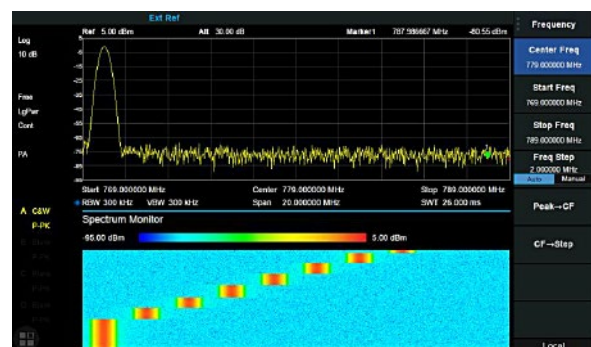 Ext Ref
Ref 5.00 dBm Att 30.00 dB Marker1 787.986667 MHz -80.55 dBm
Log
10 dB
Free
LgPwr
Cont
PA
Start 769.000000 MHz Center 779.000000 MHz Stop 789.000000 MHz
RBW 300 kHz VBW 300 kHz Span 20.000000 MHz SWT 26.000 ms
A C&W
P-PK
Spectrum Monitor
-95.00 dBm 5.00 dBm
Frequency
Center Freq
779.000000 MHz
Start Freq
769.000000 MHz
Stop Freq
789.000000 MHz
Freq Step
2.000000 MHz
Auto Manual
Peak→CF
CF→Step
Local